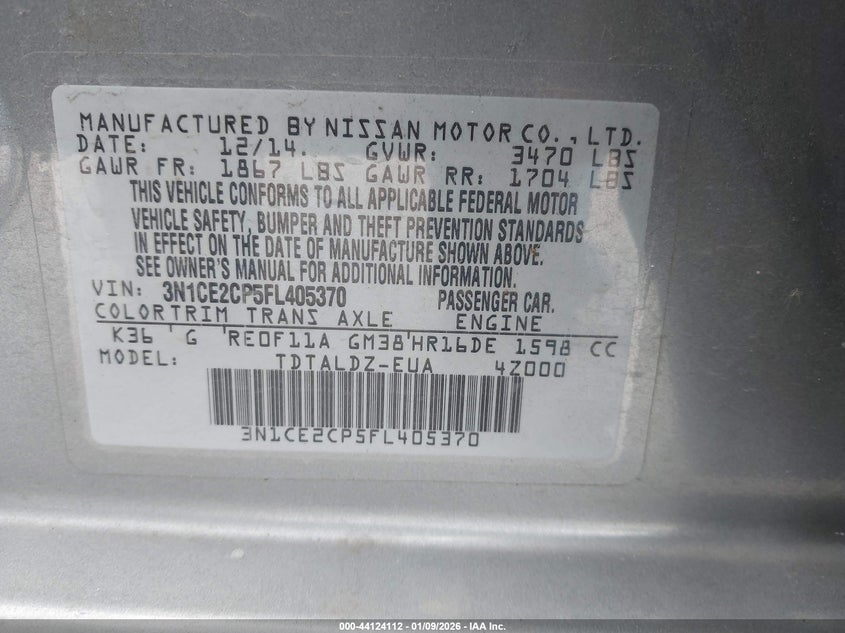 MANUFACTURED BY NISSAN MOTOR CO., LTD.
DATE: 12/14. GVWR: 3470 LBS
GAWR FR: 1867 LBS GAWR RR: 1704 LBS
THIS VEHICLE CONFORMS TO ALL APPLICABLE FEDERAL MOTOR
VEHICLE SAFETY, BUMPER AND THEFT PREVENTION STANDARDS
IN EFFECT ON THE DATE OF MANUFACTURE SHOWN ABOVE.
SEE OWNER'S MANUAL FOR ADDITIONAL INFORMATION.
VIN: 3N1CE2CP5FL405370 PASSENGER CAR.
COLOR TRIM TRANS AXLE ENGINE
K36 'G 'RE0F11A GM38'HR16DE 1598 CC
MODEL: TDTALDZ-EUA 4Z000
3N1CE2CP5FL405370
000-44124112 - 01/09/2026 - IAA Inc.